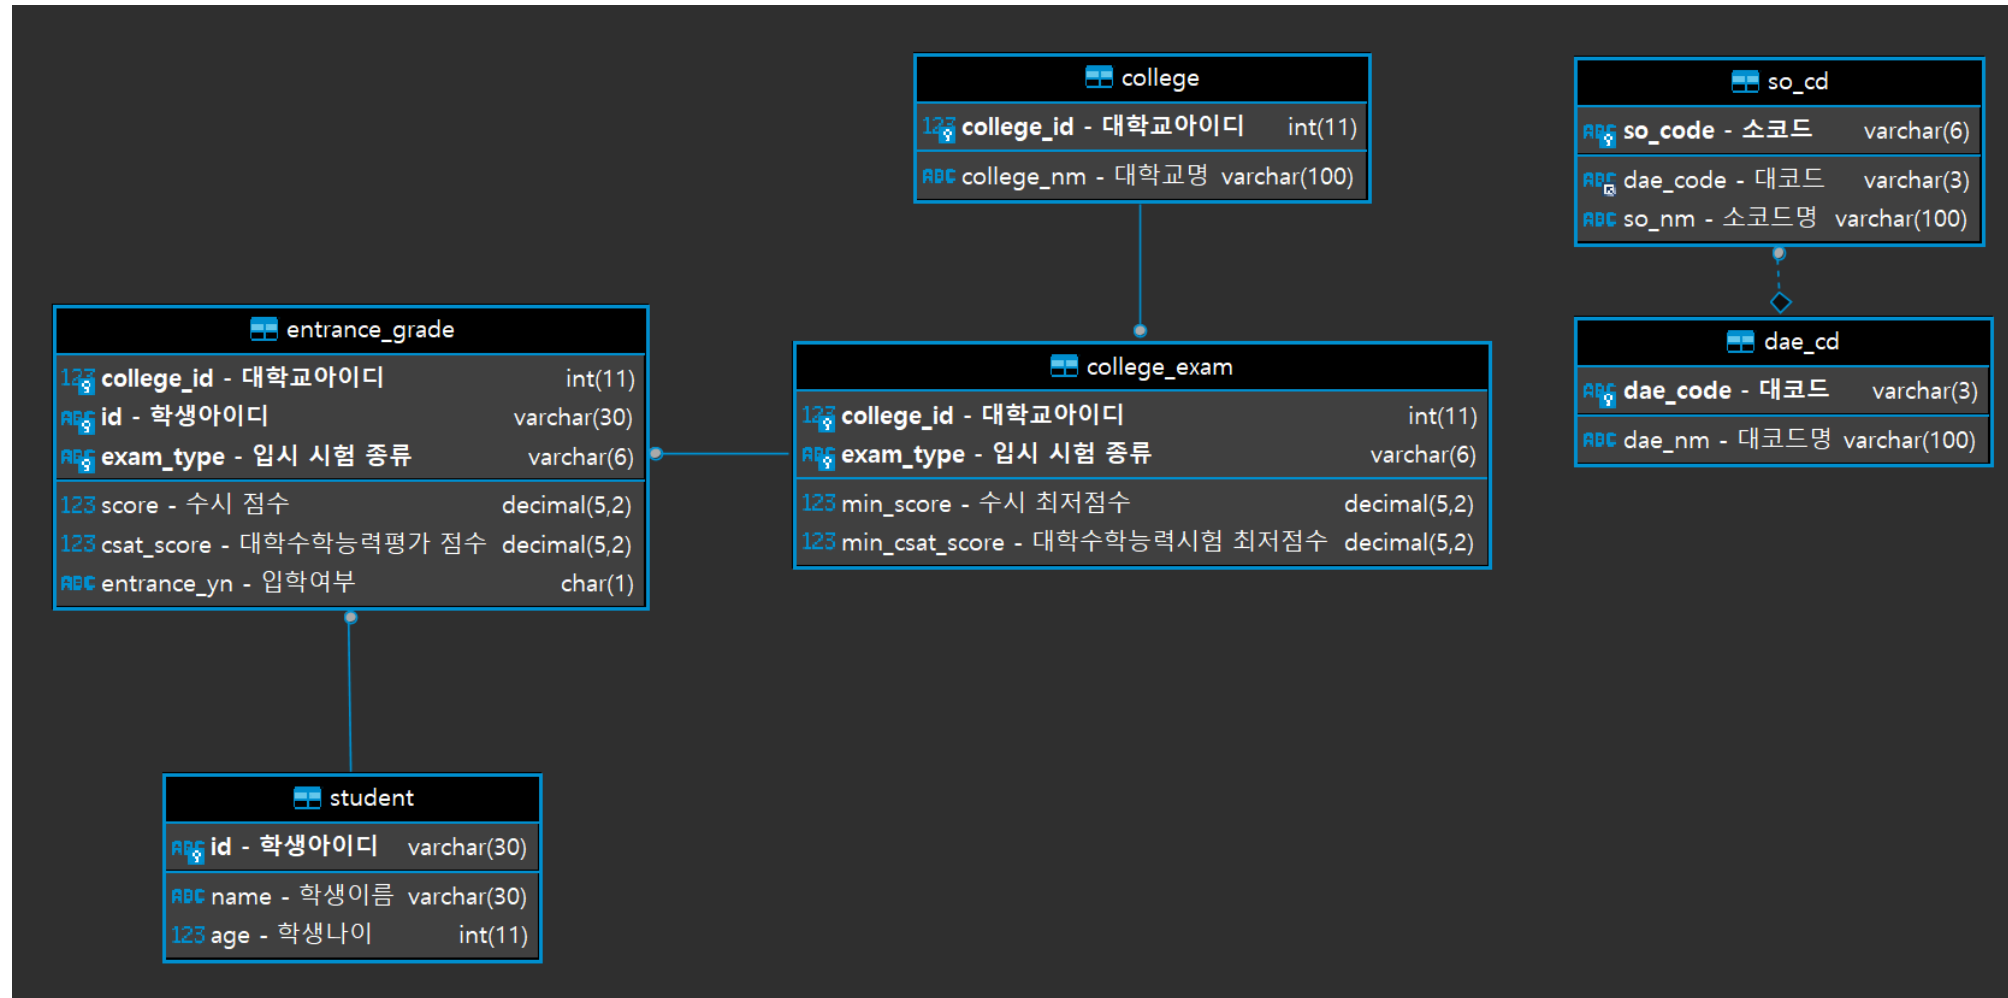 college
college_id - 대학교아이디 int(11)
college_nm - 대학교명 varchar(100)
so_cd
so_code - 소코드 varchar(6)
dae_code - 대코드 varchar(3)
so_nm - 소코드명 varchar(100)
entrance_grade
college_id - 대학교아이디 int(11)
id - 학생아이디 varchar(30)
exam_type - 입시 시험 종류 varchar(6)
score - 수시 점수 decimal(5,2)
csat_score - 대학수학능력평가 점수 decimal(5,2)
entrance_yn - 입학여부 char(1)
college_exam
college_id - 대학교아이디 int(11)
exam_type - 입시 시험 종류 varchar(6)
min_score - 수시 최저점수 decimal(5,2)
min_csat_score - 대학수학능력시험 최저점수 decimal(5,2)
dae_cd
dae_code - 대코드 varchar(3)
dae_nm - 대코드명 varchar(100)
student
id - 학생아이디 varchar(30)
name - 학생이름 varchar(30)
age - 학생나이 int(11)